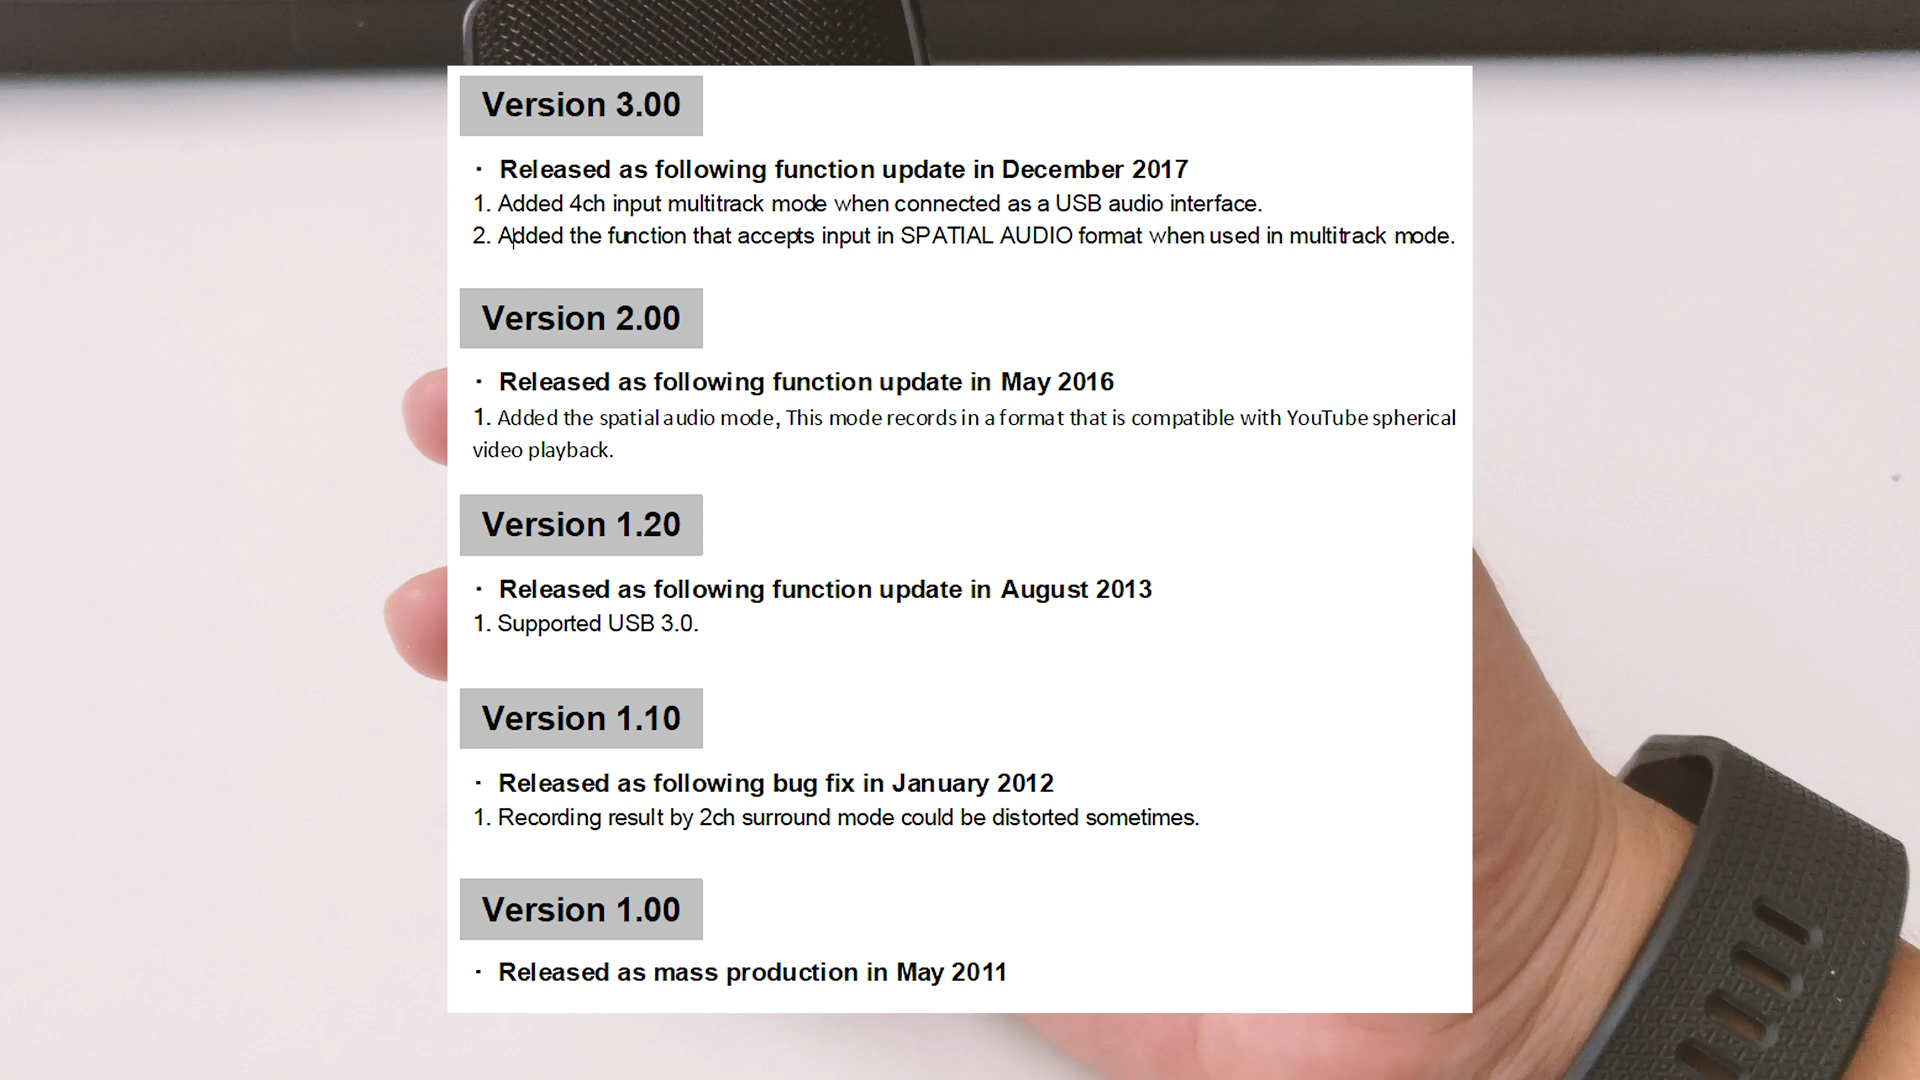 Version 3.00
· Released as following function update in December 2017
1. Added 4ch input multitrack mode when connected as a USB audio interface.
2. Added the function that accepts input in SPATIAL AUDIO format when used in multitrack mode.
Version 2.00
· Released as following function update in May 2016
1. Added the spatial audio mode, This mode records in a format that is compatible with YouTube spherical
video playback.
Version 1.20
· Released as following function update in August 2013
1. Supported USB 3.0.
Version 1.10
· Released as following bug fix in January 2012
1. Recording result by 2ch surround mode could be distorted sometimes.
Version 1.00
· Released as mass production in May 2011